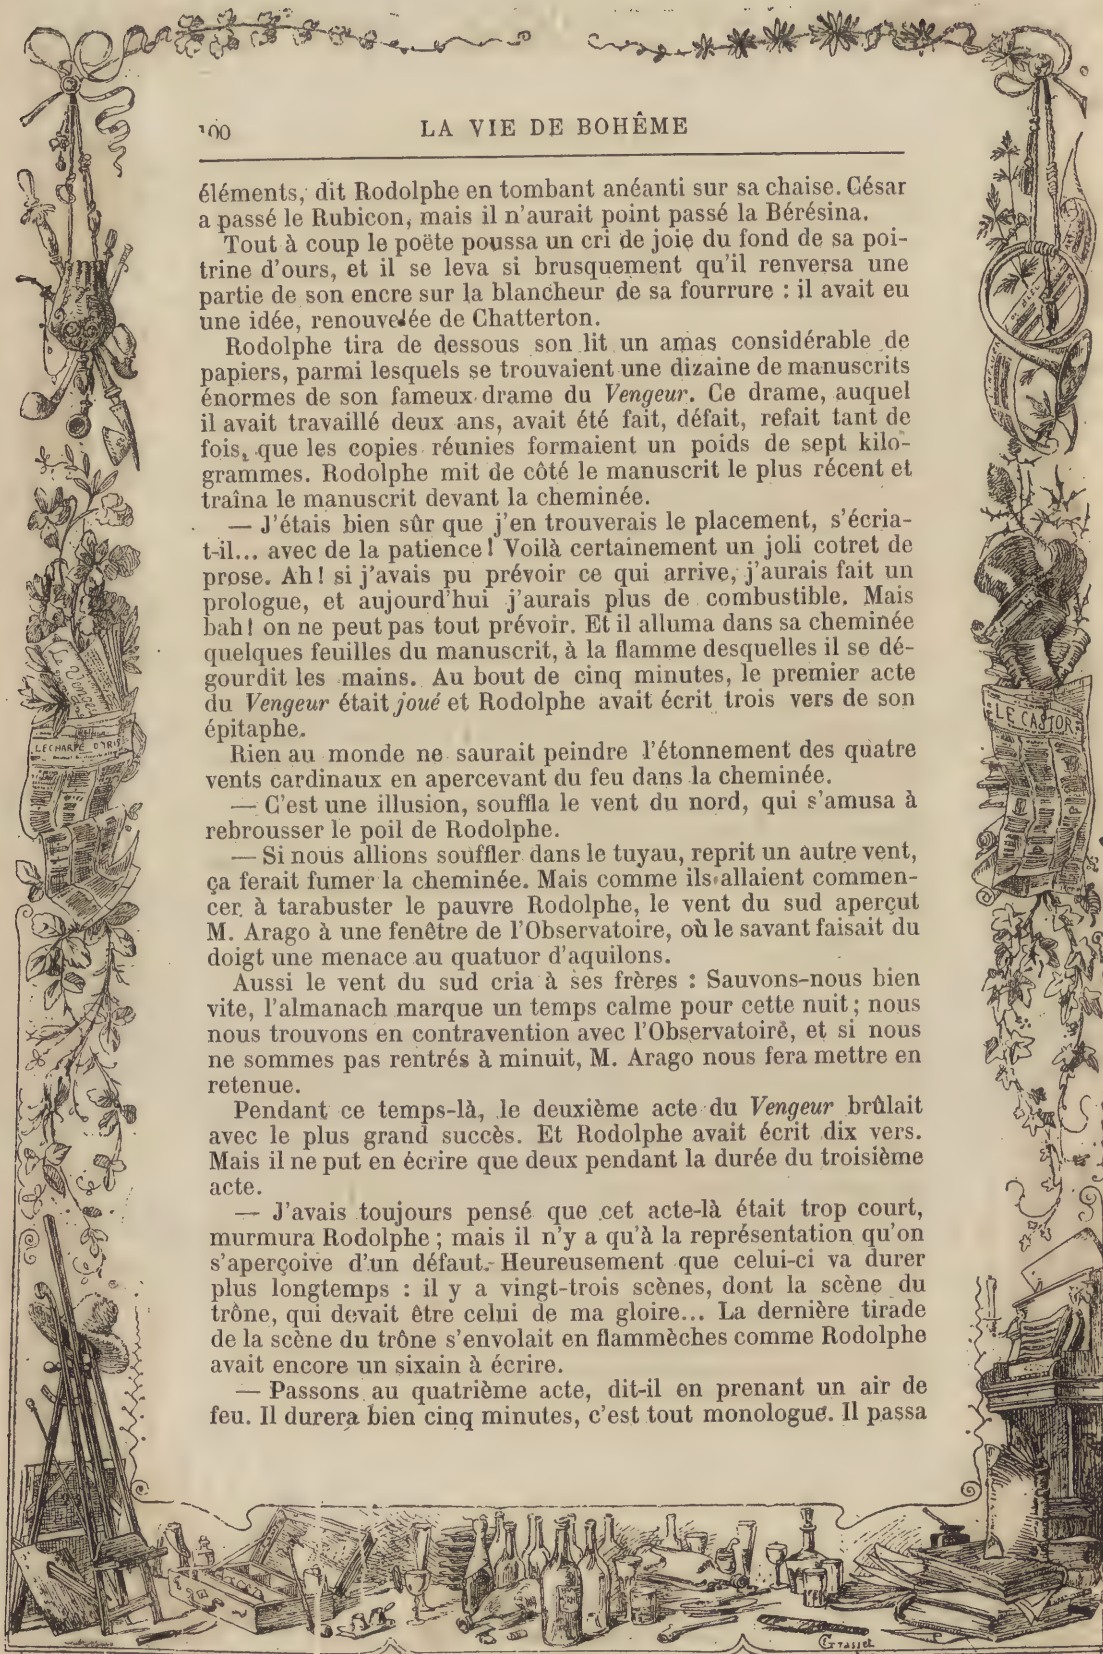 100 LA VIE DE BOHÊME
éléments, dit Rodolphe en tombant anéanti sur sa chaise. César
a passé le Rubicon, mais il n'aurait point passé la Bérésina.
Tout à coup le poëte poussa un cri de joie du fond de sa poi-
trine d'ours, et il se leva si brusquement qu'il renversa une
partie de son encre sur la blancheur de sa fourrure : il avait eu
une idée, renouvelée de Chatterton.
Rodolphe tira de dessous son lit un amas considérable de
papiers, parmi lesquels se trouvaient une dizaine de manuscrits
énormes de son fameux drame du Vengeur. Ce drame, auquel
il avait travaillé deux ans, avait été fait, défait, refait tant de
fois, que les copies réunies formaient un poids de sept kilo-
grammes. Rodolphe mit de côté le manuscrit le plus récent et
traîna le manuscrit devant la cheminée.
— J'étais bien sûr que j'en trouverais le placement, s'écria-
t-il... avec de la patience ! Voilà certainement un joli cotret de
prose. Ah ! si j'avais pu prévoir ce qui arrive, j'aurais fait un
prologue, et aujourd'hui j'aurais plus de combustible. Mais
bah ! on ne peut pas tout prévoir. Et il alluma dans sa cheminée
quelques feuilles du manuscrit, à la flamme desquelles il se dé-
gourdit les mains. Au bout de cinq minutes, le premier acte
du Vengeur était joué et Rodolphe avait écrit trois vers de son
épitaphe.
Rien au monde ne saurait peindre l'étonnement des quatre
vents cardinaux en apercevant du feu dans la cheminée.
— C'est une illusion, souffla le vent du nord, qui s'amusa à
rebrousser le poil de Rodolphe.
— Si nous allions souffler dans le tuyau, reprit un autre vent,
ça ferait fumer la cheminée. Mais comme ils allaient commen-
cer à tarabuster le pauvre Rodolphe, le vent du sud aperçut
M. Arago à une fenêtre de l'Observatoire, où le savant faisait du
doigt une menace au quatuor d'aquilons.
Aussi le vent du sud cria à ses frères : Sauvons-nous bien
vite, l'almanach marque un temps calme pour cette nuit ; nous
nous trouvons en contravention avec l'Observatoire, et si nous
ne sommes pas rentrés à minuit, M. Arago nous fera mettre en
retenue.
Pendant ce temps-là, le deuxième acte du Vengeur brûlait
avec le plus grand succès. Et Rodolphe avait écrit dix vers.
Mais il ne put en écrire que deux pendant la durée du troisième
acte.
— J'avais toujours pensé que cet acte-là était trop court,
murmura Rodolphe ; mais il n'y a qu'à la représentation qu'on
s'aperçoive d'un défaut. Heureusement que celui-ci va durer
plus longtemps : il y a vingt-trois scènes, dont la scène du
trône, qui devait être celui de ma gloire... La dernière tirade
de la scène du trône s'envolait en flammèches comme Rodolphe
avait encore un sixain à écrire.
— Passons au quatrième acte, dit-il en prenant un air de
feu. Il durera bien cinq minutes, c'est tout monologue. Il passa
Le Vengeur
LECHARPE D'IRIS
LE CASTOR
Grasset